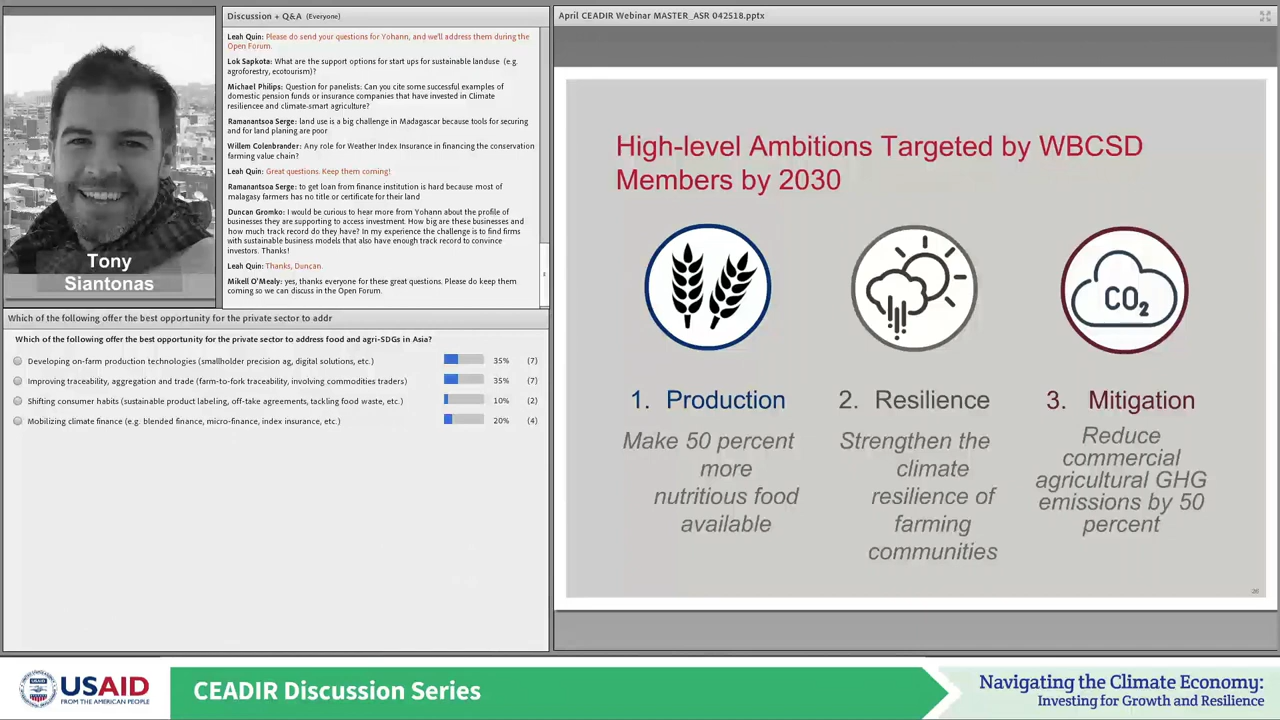 Tony
Siantonas
Discussion + Q&A (Everyone)
Leah Quin: Please do send your questions for Yohann, and we'll address them during the
Open Forum.
Lok Sapkota: What are the support options for start ups for sustainable landuse (e.g.
agroforestry, ecotourism)?
Michael Philips: Question for panelists: Can you cite some successful examples of
domestic pension funds or insurance companies that have invested in Climate
resiliencee and climate-smart agriculture?
Ramanantsoa Serge: land use is a big challenge in Madagascar because tools for securing
and for land planing are poor
Willem Colenbrander: Any role for Weather Index Insurance in financing the conservation
farming value chain?
Leah Quin: Great questions. Keep them coming!
Ramanantsoa Serge: to get loan from finance institution is hard because most of
malagasy farmers has no title or certificate for their land
Duncan Gromko: I would be curious to hear more from Yohann about the profile of
businesses they are supporting to access investment. How big are these businesses and
how much track record do they have? In my experience the challenge is to find firms
with sustainable business models that also have enough track record to convince
investors. Thanks!
Leah Quin: Thanks, Duncan.
Mikell O'Mealy: yes, thanks everyone for these great questions. Please do keep them
coming so we can discuss in the Open Forum.
Which of the following offer the best opportunity for the private sector to addr
Which of the following offer the best opportunity for the private sector to address food and agri-SDGs in Asia?
Developing on-farm production technologies (smallholder precision ag, digital solutions, etc.) 35% (7)
Improving traceability, aggregation and trade (farm-to-fork traceability, involving commodities traders) 35% (7)
Shifting consumer habits (sustainable product labeling, off-take agreements, tackling food waste, etc.) 10% (2)
Mobilizing climate finance (e.g. blended finance, micro-finance, index insurance, etc.) 20% (4)
April CEADIR Webinar MASTER_ASR 042518.pptx
High-level Ambitions Targeted by WBCSD
Members by 2030
CO2
1. Production
Make 50 percent
more
nutritious food
available
2. Resilience
Strengthen the
climate
resilience of
farming
communities
3. Mitigation
Reduce
commercial
agricultural GHG
emissions by 50
percent
USAID
FROM THE AMERICAN PEOPLE
CEADIR Discussion Series
Navigating the Climate Economy:
Investing for Growth and Resilience